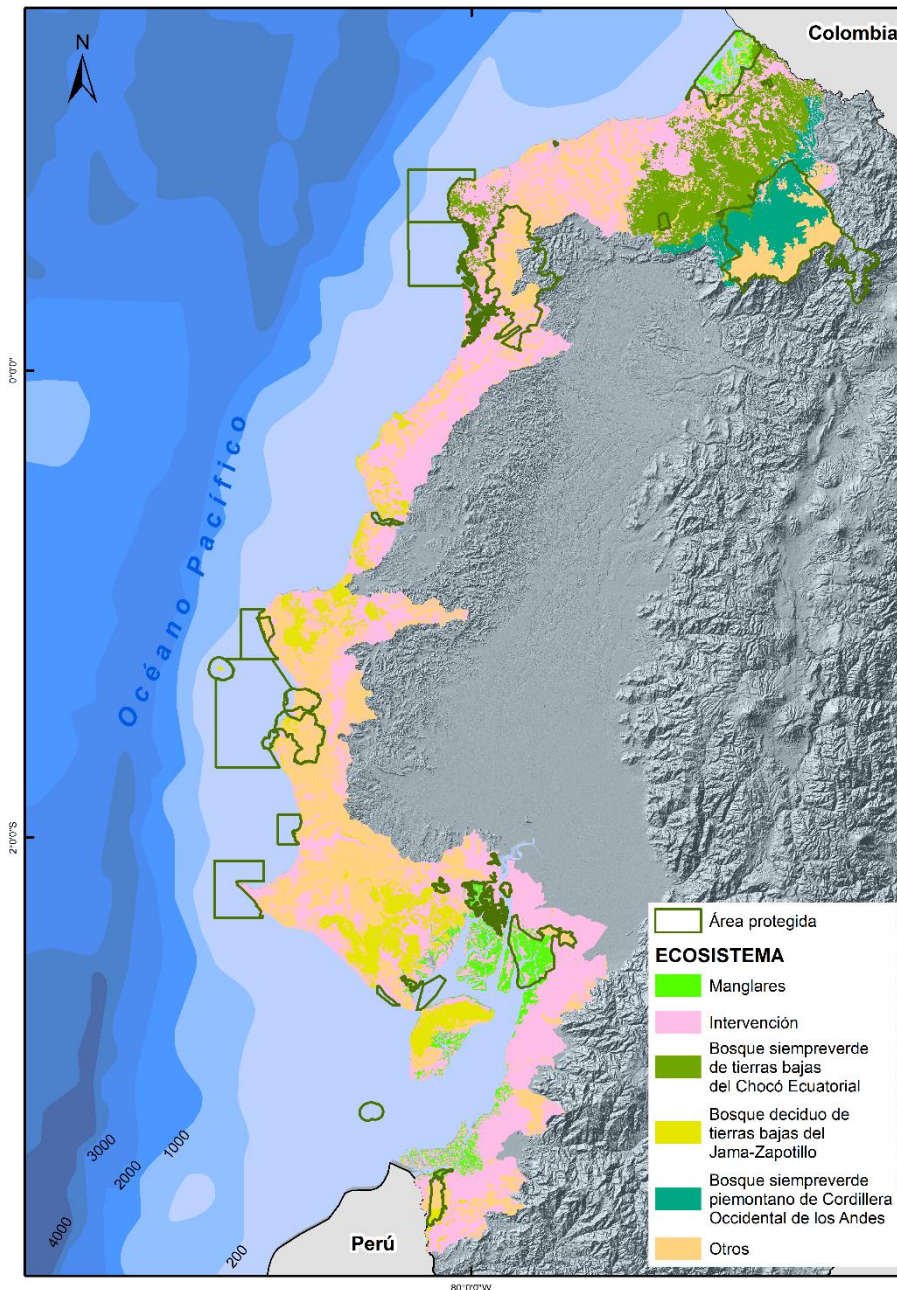 Colombia
N
0°0'0"
Océano Pacífico
2°0'0"S
Área protegida
ECOSISTEMA
Manglares
Intervención
Bosque siempreverde
de tierras bajas
del Chocó Ecuatorial
Bosque deciduo de
tierras bajas del
Jama-Zapotillo
Bosque siempreverde
piemontano de Cordillera
Occidental de los Andes
Otros
Perú
4000
3000
2000
1000
200
80°0'0"W